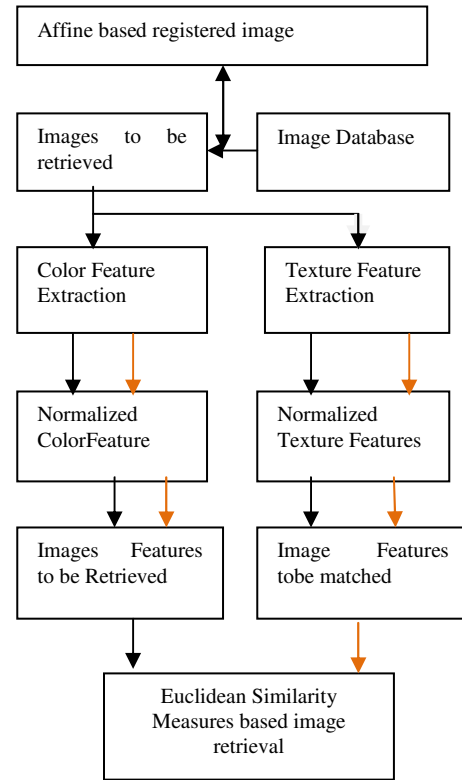 Affine based registered image
Images to be
retrieved
Image Database
Color Feature
Extraction
Texture Feature
Extraction
Normalized
ColorFeature
Normalized
Texture Features
Images Features
to be Retrieved
Image Features
tobe matched
Euclidean Similarity
Measures based image
retrieval